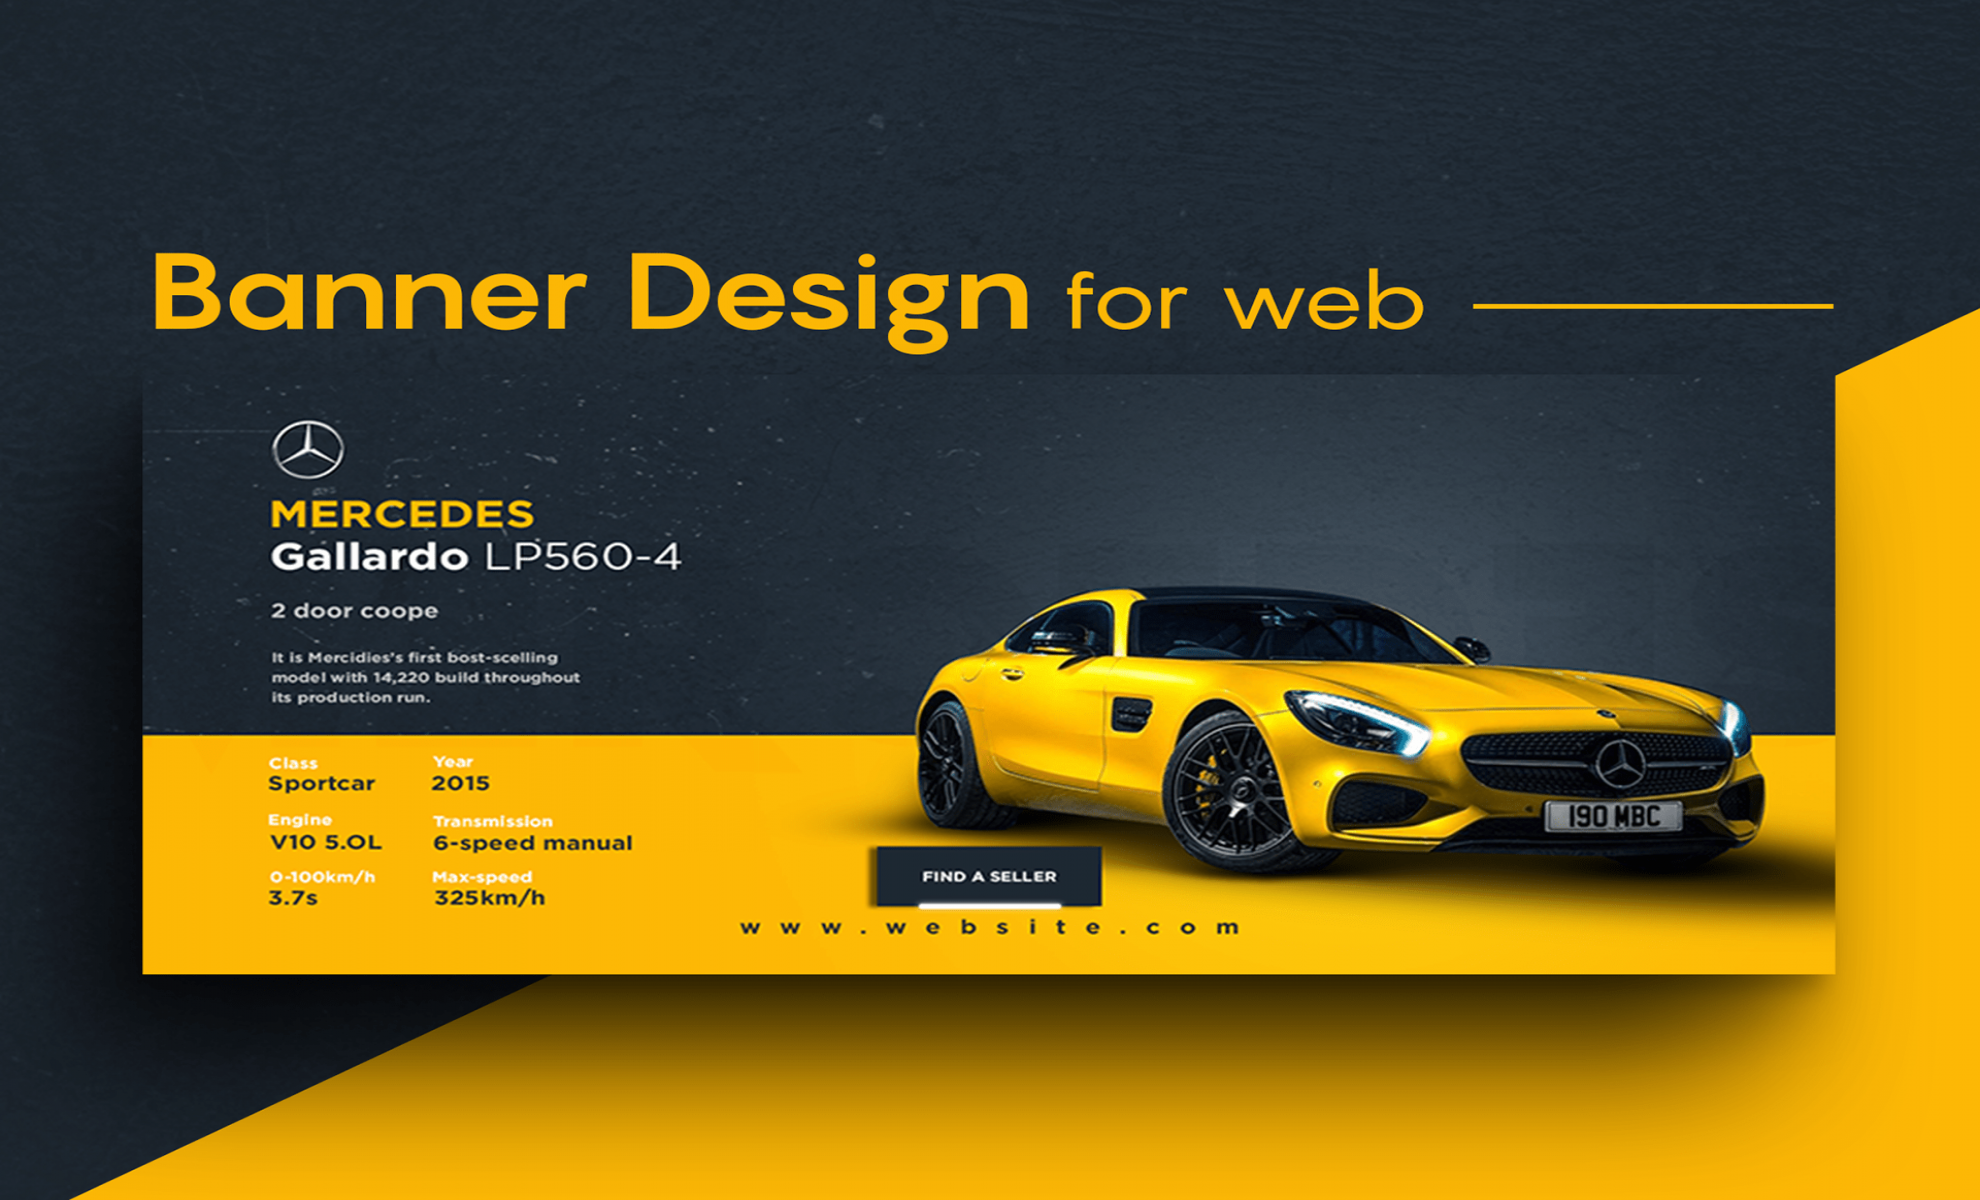 Banner Design for web
MERCEDES
Gallardo LP560-4
2 door coope
It is Mercidies's first bost-scelling
model with 14,220 build throughout
its production run.
Class
Sportcar
Year
2015
Engine
V10 5.OL
Transmission
6-speed manual
0-100km/h
3.7s
Max-speed
325km/h
190 MBC
FIND A SELLER
www.website.com